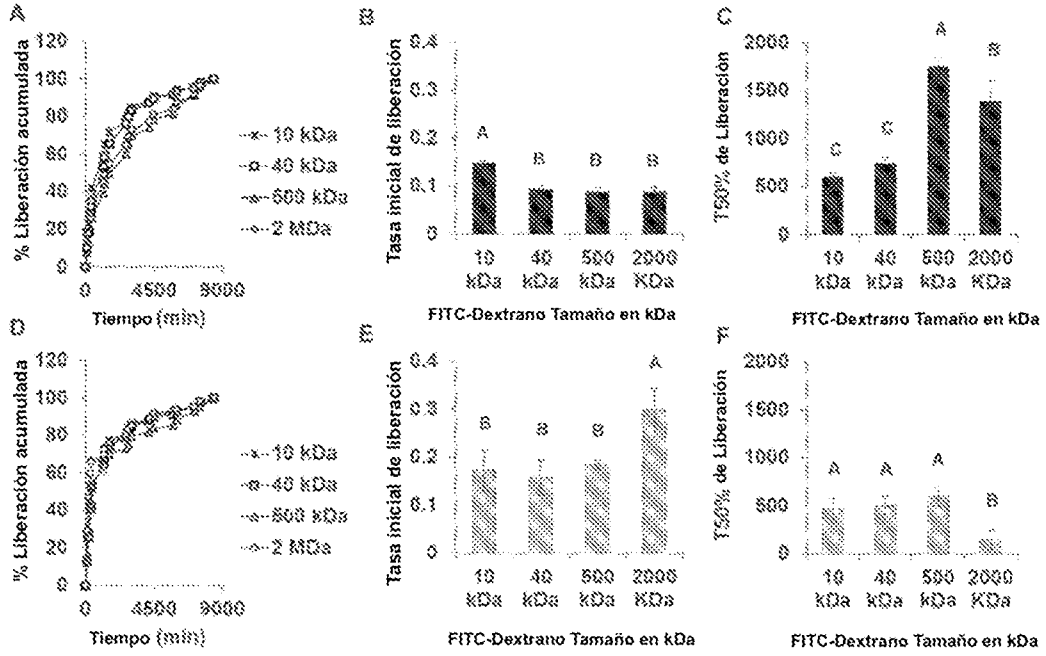 A
% Liberación acumulada
120
100
80
60
40
20
0
0 4500 9000
Tiempo (min)
10 kDa
40 kDa
500 kDa
2 MDa
B
Tasa inicial de liberación
0.4
0.3
0.2
0.1
0
A B B B
10 kDa
40 kDa
500 kDa
2000 KDa
FITC-Dextrano Tamaño en kDa
C
T50% de Liberación
2000
1500
1000
500
0
C C A B
10 kDa
40 kDa
500 kDa
2000 KDa
FITC-Dextrano Tamaño en kDa
D
% Liberación acumulada
120
100
80
60
40
20
0
0 4500 9000
Tiempo (min)
10 kDa
40 kDa
500 kDa
2 MDa
E
Tasa inicial de liberación
0.4
0.3
0.2
0.1
0
B B B A
10 kDa
40 kDa
500 kDa
2000 KDa
FITC-Dextrano Tamaño en kDa
F
T50% de Liberación
2000
1500
1000
500
0
A A A B
10 kDa
40 kDa
500 kDa
2000 KDa
FITC-Dextrano Tamaño en kDa